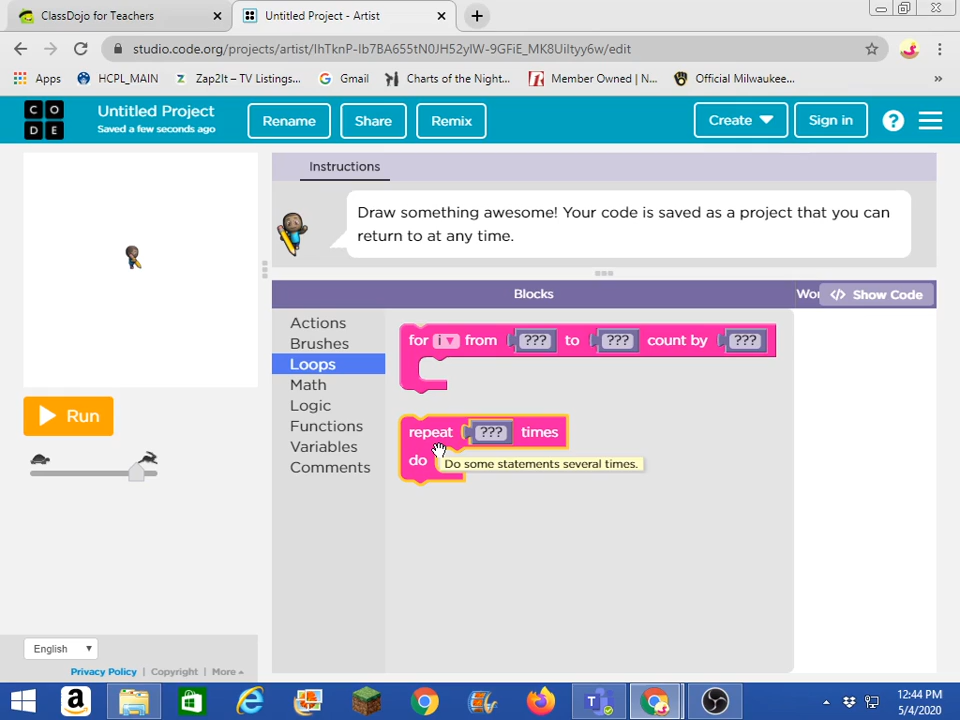 ClassDojo for Teachers
Untitled Project - Artist
studio.code.org/projects/artist/IhTknP-Ib7BA655tN0JH52yIW-9GFiE_MK8UiItyy6w/edit
Apps
HCPL_MAIN
Zap2It – TV Listings...
Gmail
Charts of the Night...
Member Owned | N...
Official Milwaukee...
»
C O
D E
Untitled Project
Saved a few seconds ago
Rename
Share
Remix
Create
Sign in
?
Instructions
Draw something awesome! Your code is saved as a project that you can
return to at any time.
Blocks
Wor
</> Show Code
Actions
Brushes
Loops
Math
Logic
Functions
Variables
Comments
for i from ??? to ??? count by ???
repeat ??? times
do
Do some statements several times.
Run
English
Privacy Policy | Copyright | More
12:44 PM
5/4/2020